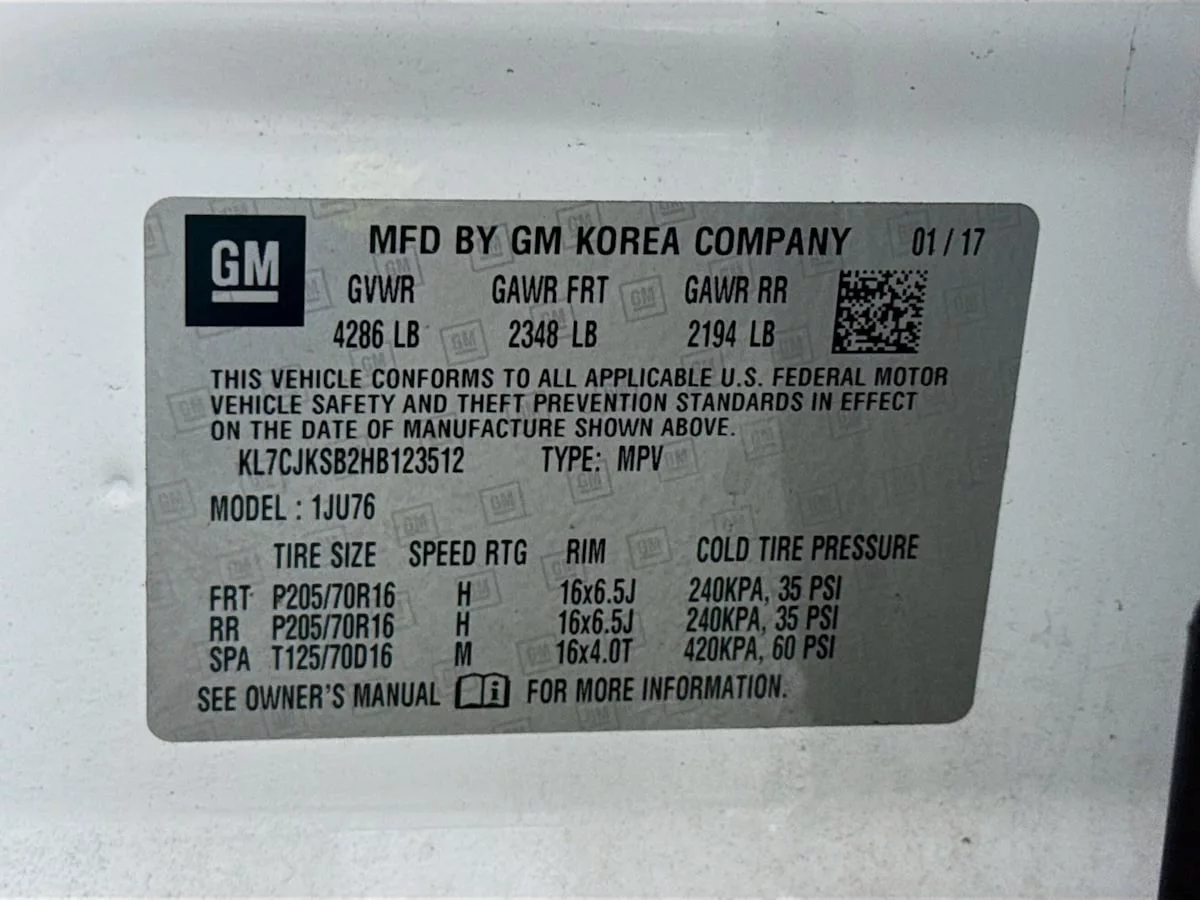 GM
MFD BY GM KOREA COMPANY 01 / 17
GVWR GAWR FRT GAWR RR
4286 LB 2348 LB 2194 LB
THIS VEHICLE CONFORMS TO ALL APPLICABLE U.S. FEDERAL MOTOR
VEHICLE SAFETY AND THEFT PREVENTION STANDARDS IN EFFECT
ON THE DATE OF MANUFACTURE SHOWN ABOVE.
KL7CJKSB2HB123512 TYPE: MPV
MODEL : 1JU76
TIRE SIZE SPEED RTG RIM COLD TIRE PRESSURE
FRT P205/70R16 H 16x6.5J 240KPA, 35 PSI
RR P205/70R16 H 16x6.5J 240KPA, 35 PSI
SPA T125/70D16 M 16x4.0T 420KPA, 60 PSI
SEE OWNER'S MANUAL i FOR MORE INFORMATION.